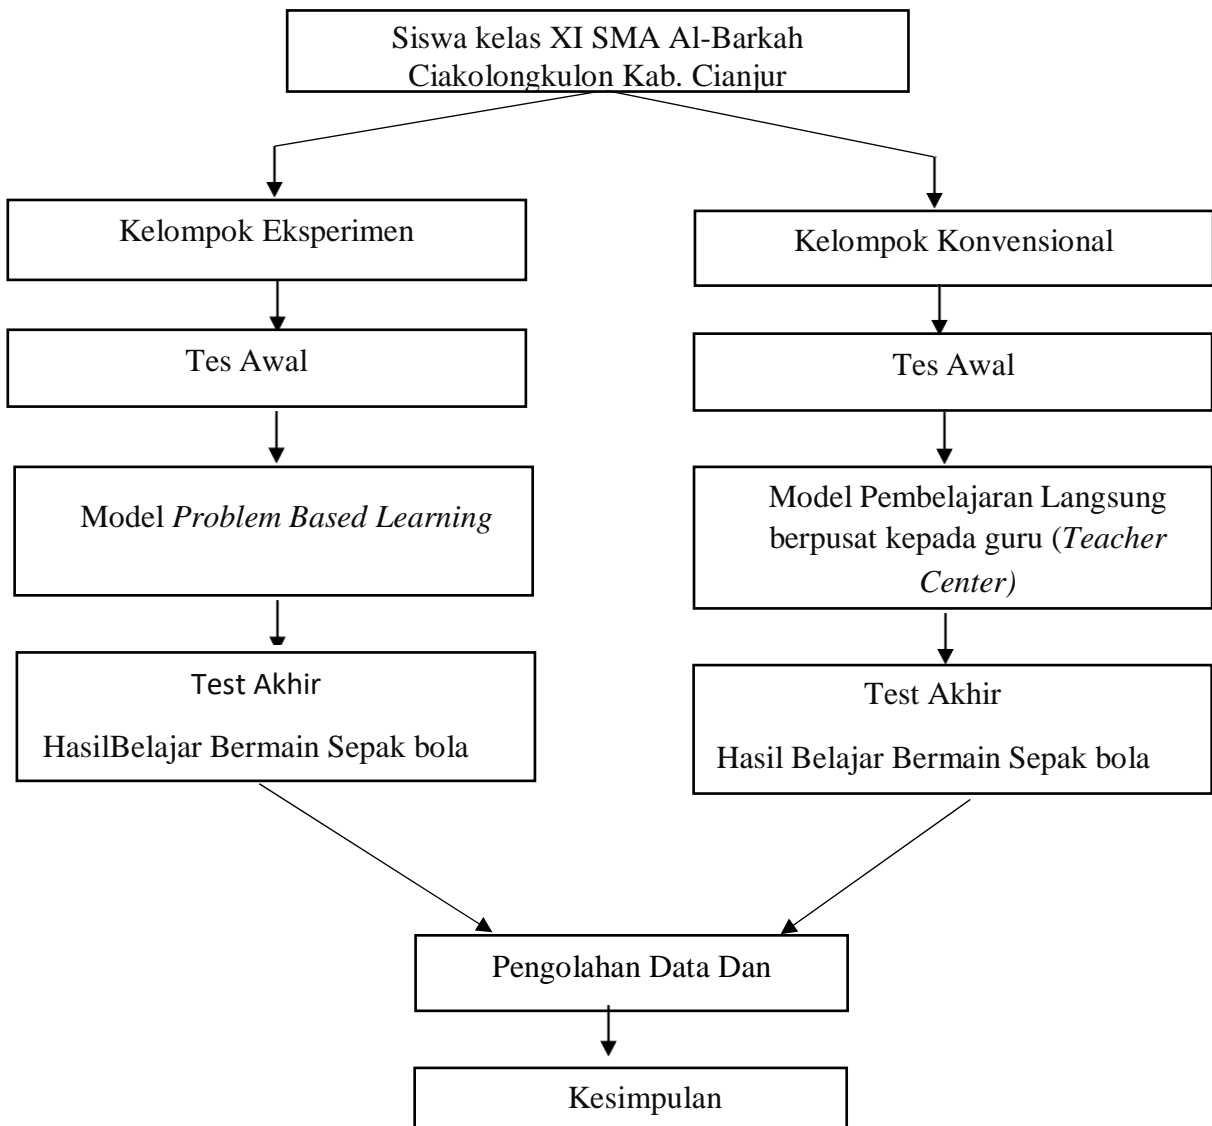 Siswa kelas XI SMA Al-Barkah
Ciakolongkulon Kab. Cianjur
Kelompok Eksperimen
Kelompok Konvensional
Tes Awal
Tes Awal
Model Problem Based Learning
Model Pembelajaran Langsung
berpusat kepada guru (Teacher
Center)
Test Akhir
HasilBelajar Bermain Sepak bola
Test Akhir
Hasil Belajar Bermain Sepak bola
Pengolahan Data Dan
Kesimpulan